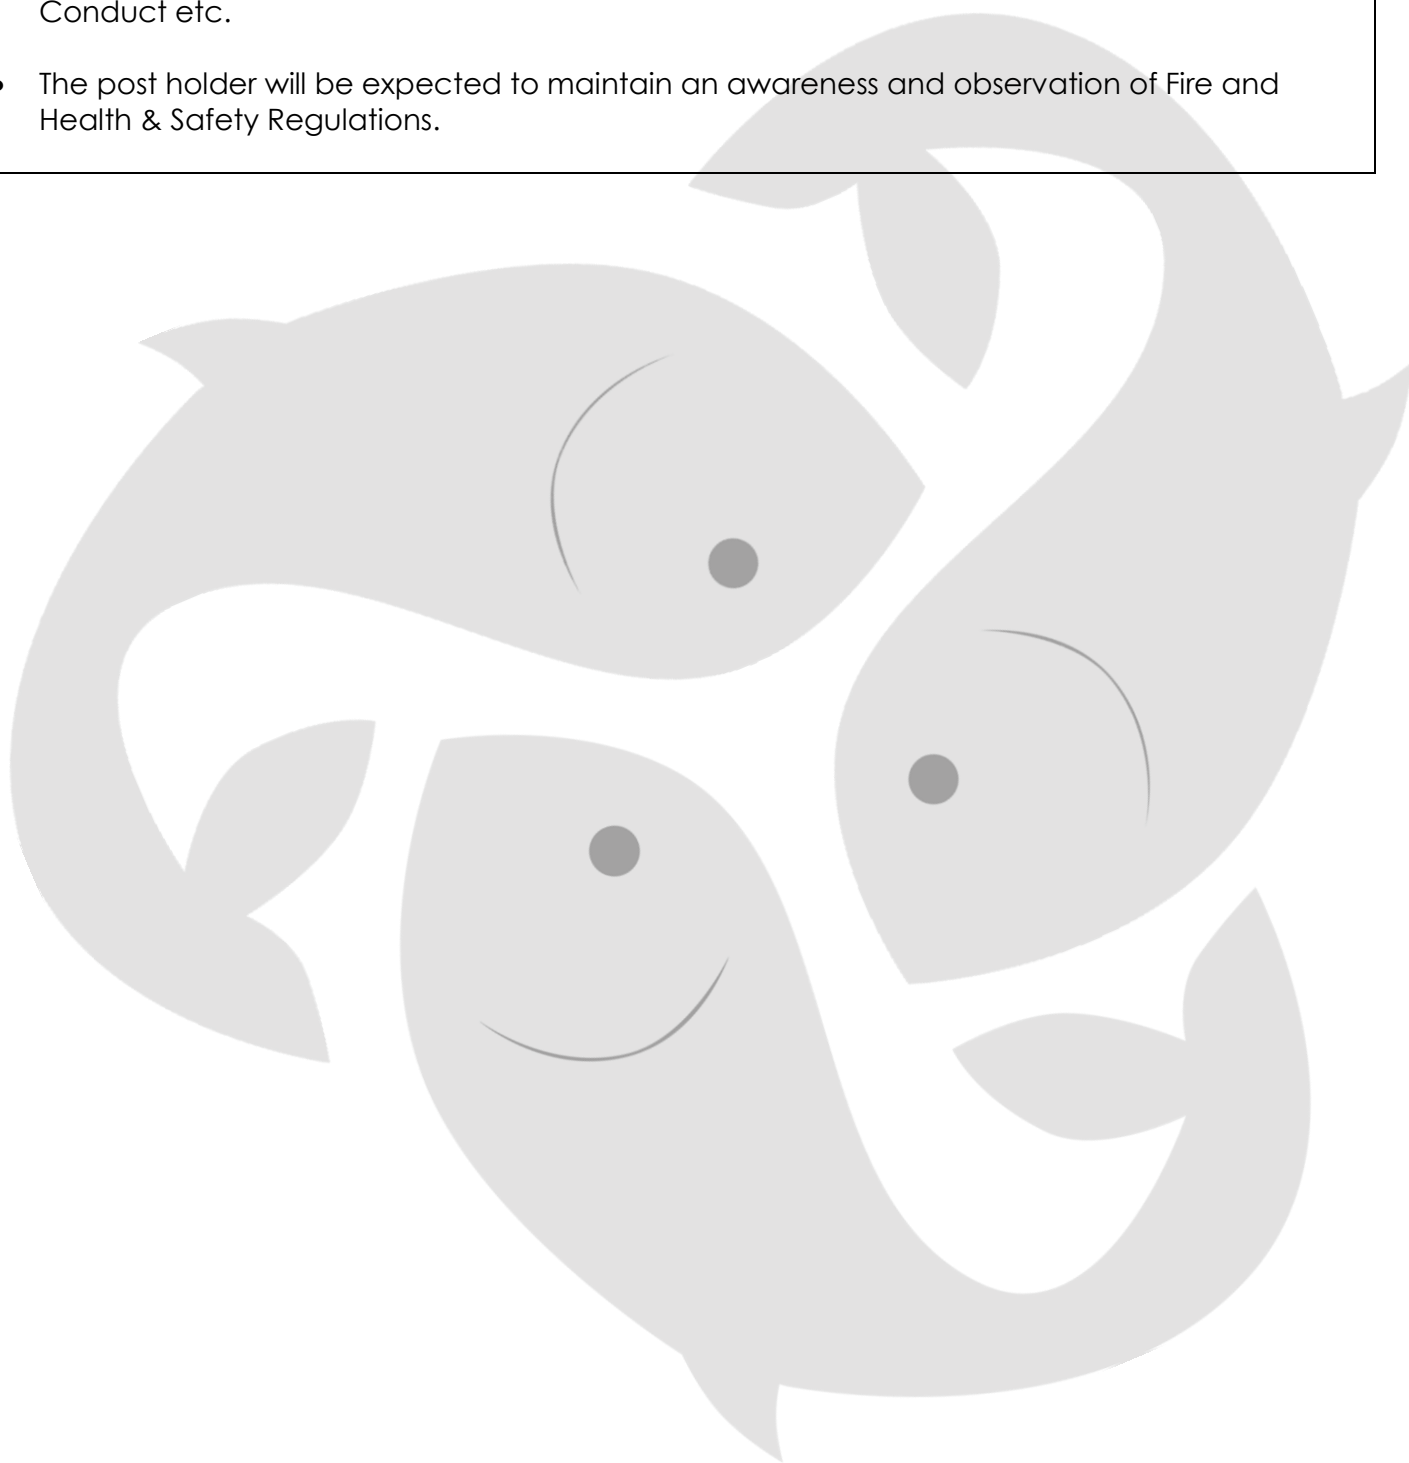 Conduct etc.
• The post holder will be expected to maintain an awareness and observation of Fire and
Health & Safety Regulations.